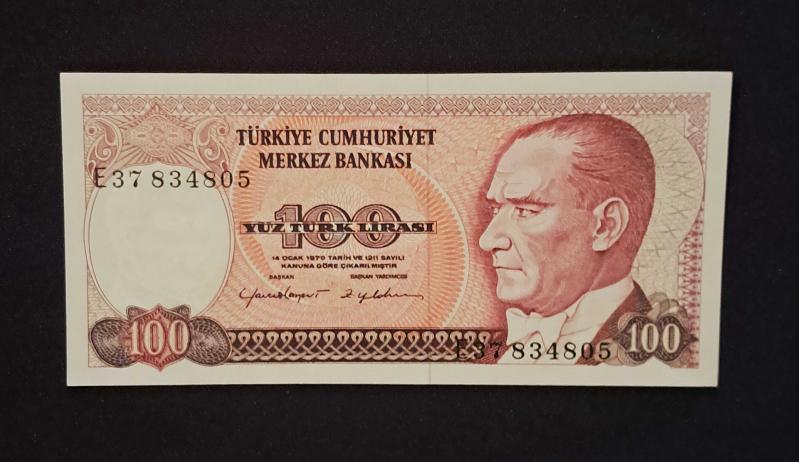 TÜRKİYE CUMHURİYET
MERKEZ BANKASI
E37 834805
100
YÜZ TÜRK LİRASI
14 OCAK 1970 TARİH VE 1211 SAYILI
KANUNA GÖRE ÇIKARILMIŞTIR
BAŞKAN BAŞKAN YARDIMCISI
E37 834805
100 100